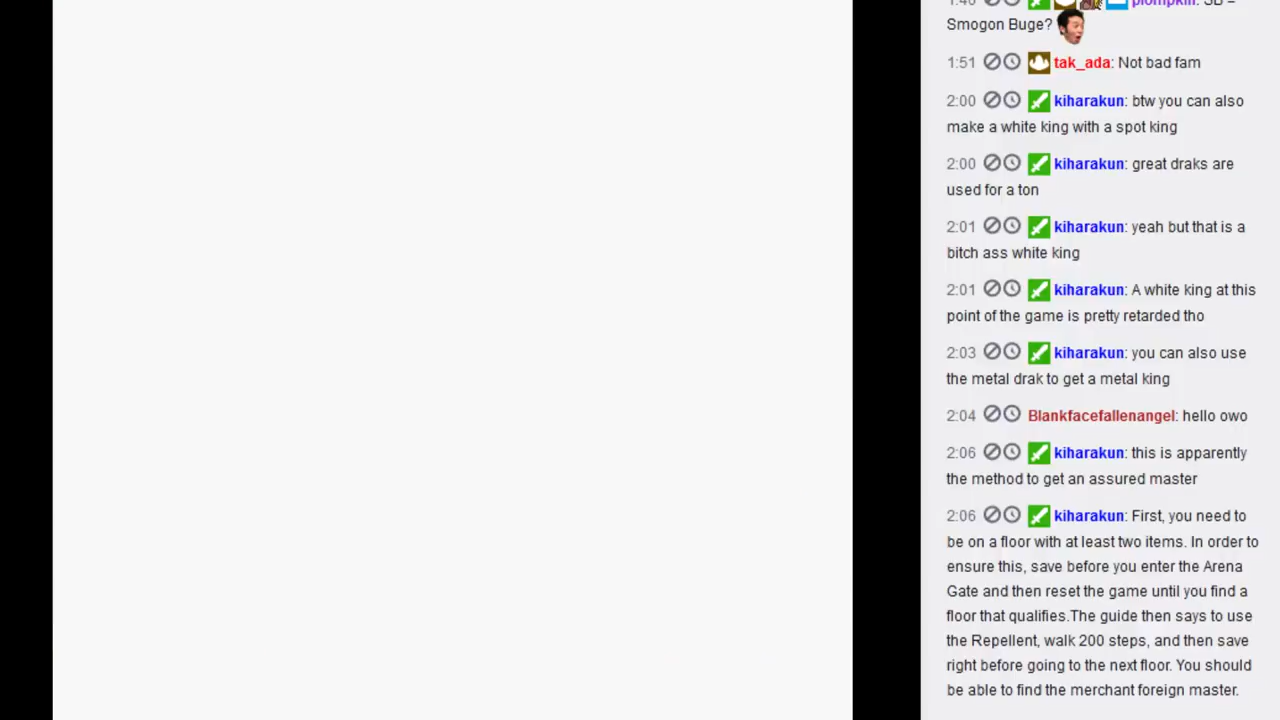 1:46 plompkin: SB =
Smogon Buge?
1:51 tak_ada: Not bad fam
2:00 kiharakun: btw you can also
make a white king with a spot king
2:00 kiharakun: great draks are
used for a ton
2:01 kiharakun: yeah but that is a
bitch ass white king
2:01 kiharakun: A white king at this
point of the game is pretty retarded tho
2:03 kiharakun: you can also use
the metal drak to get a metal king
2:04 Blankfacefallenangel: hello owo
2:06 kiharakun: this is apparently
the method to get an assured master
2:06 kiharakun: First, you need to
be on a floor with at least two items. In order to
ensure this, save before you enter the Arena
Gate and then reset the game until you find a
floor that qualifies.The guide then says to use
the Repellent, walk 200 steps, and then save
right before going to the next floor. You should
be able to find the merchant foreign master.